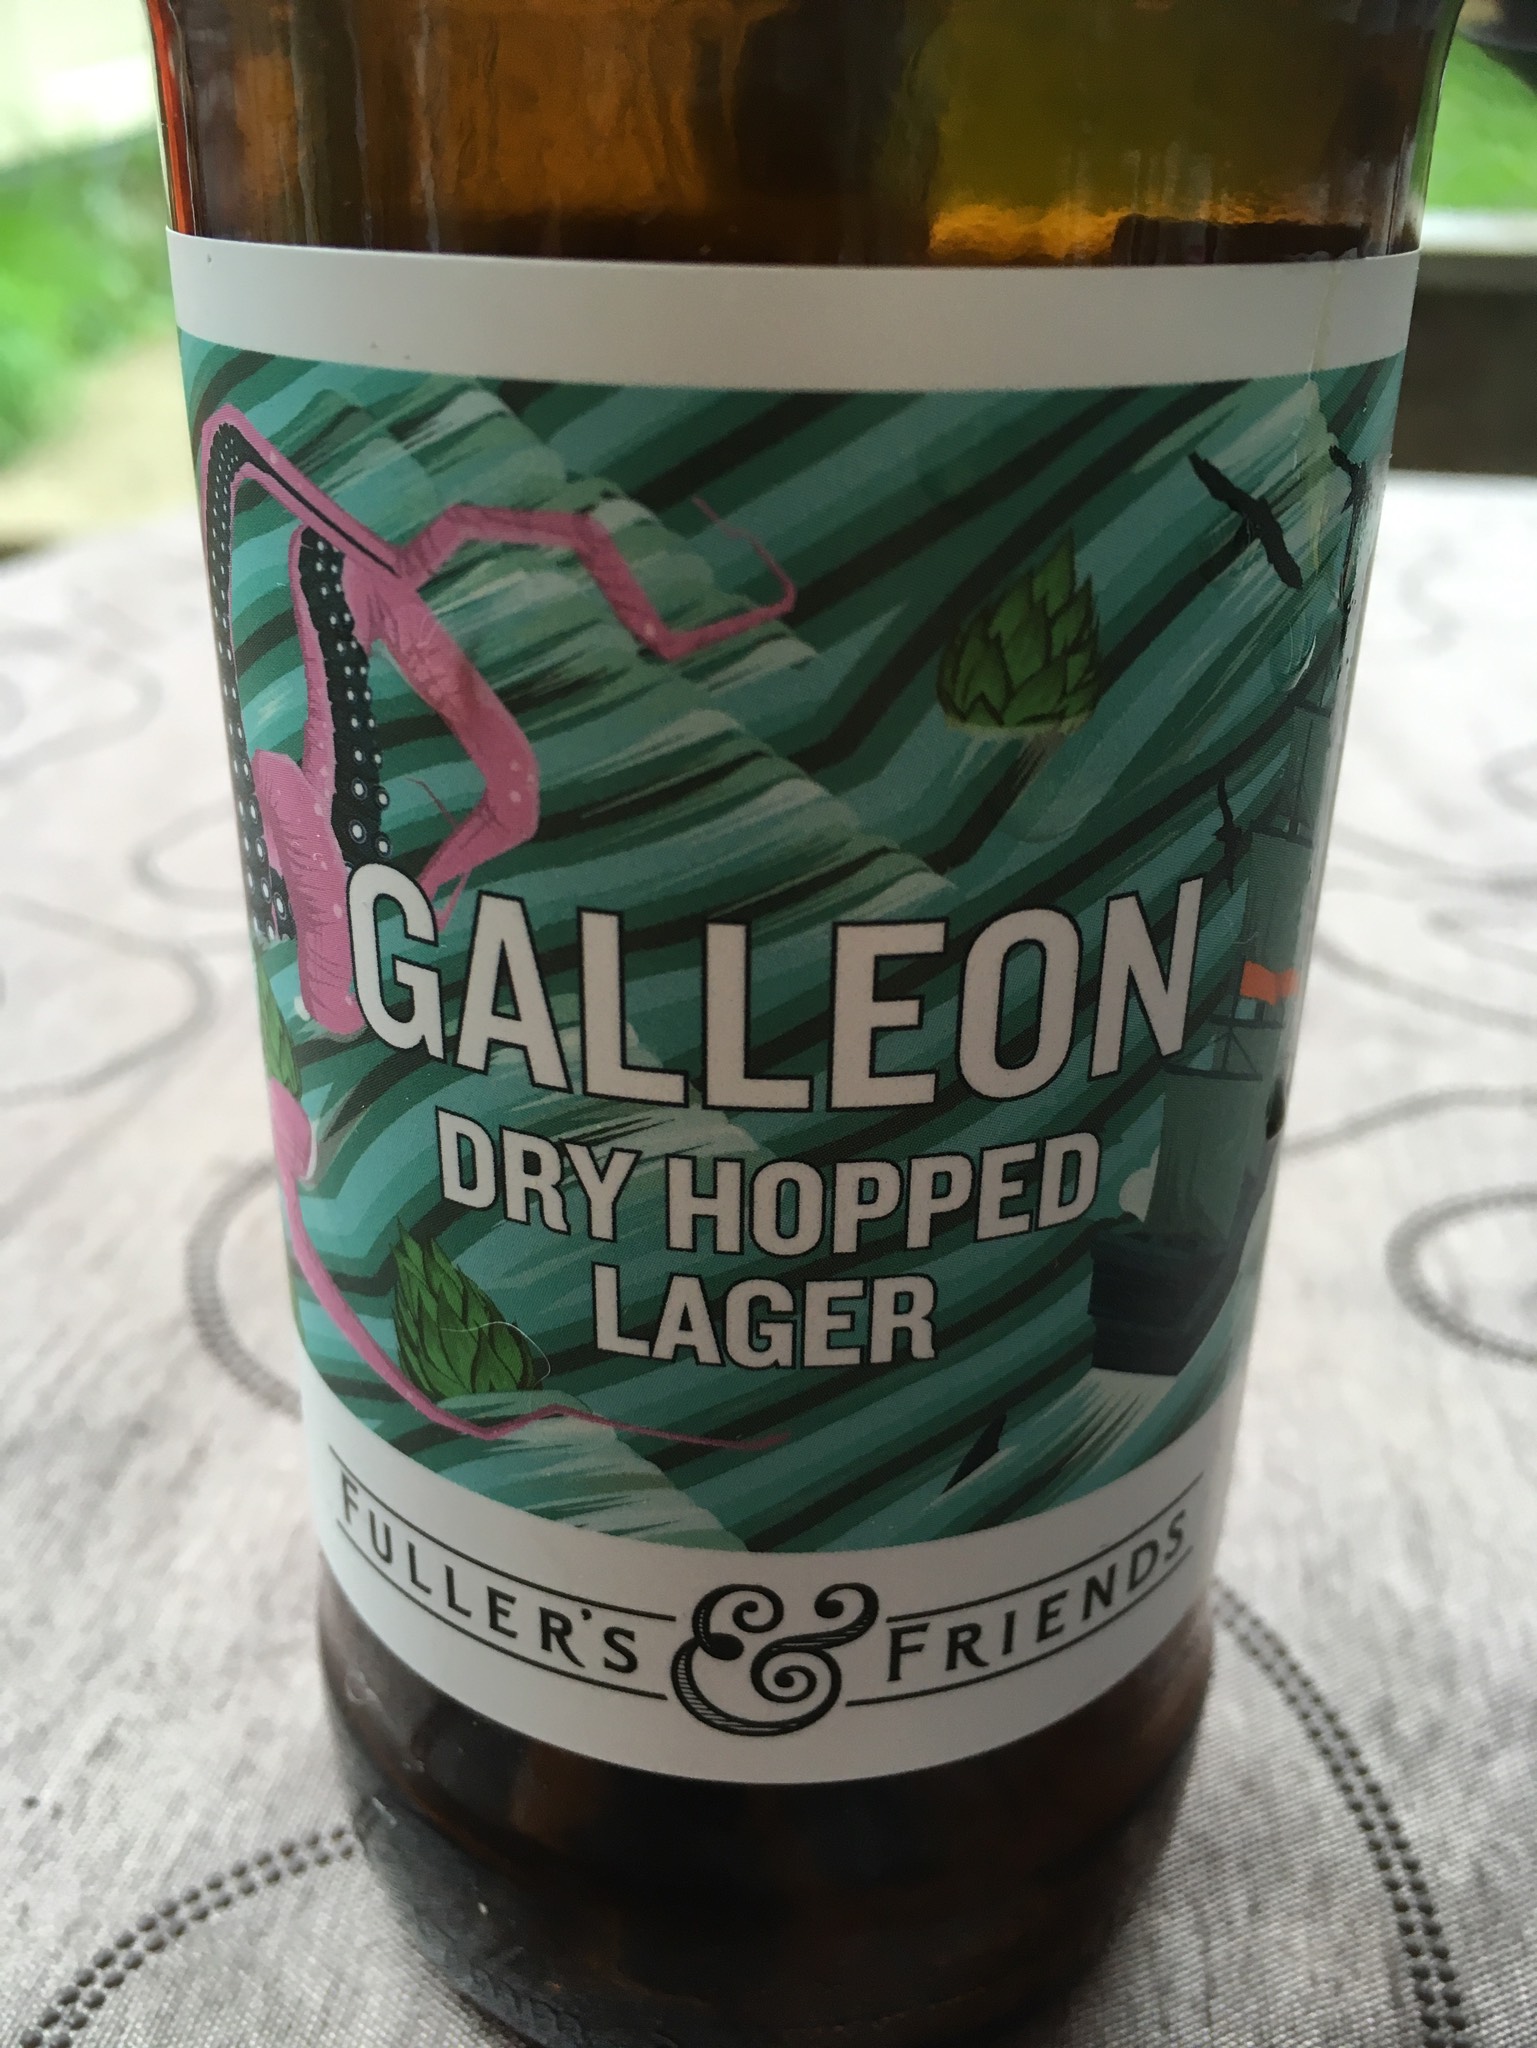 GALLEON
DRY HOPPED
LAGER
FULLER'S & FRIENDS